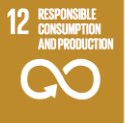 12 RESPONSIBLE
CONSUMPTION
AND PRODUCTION